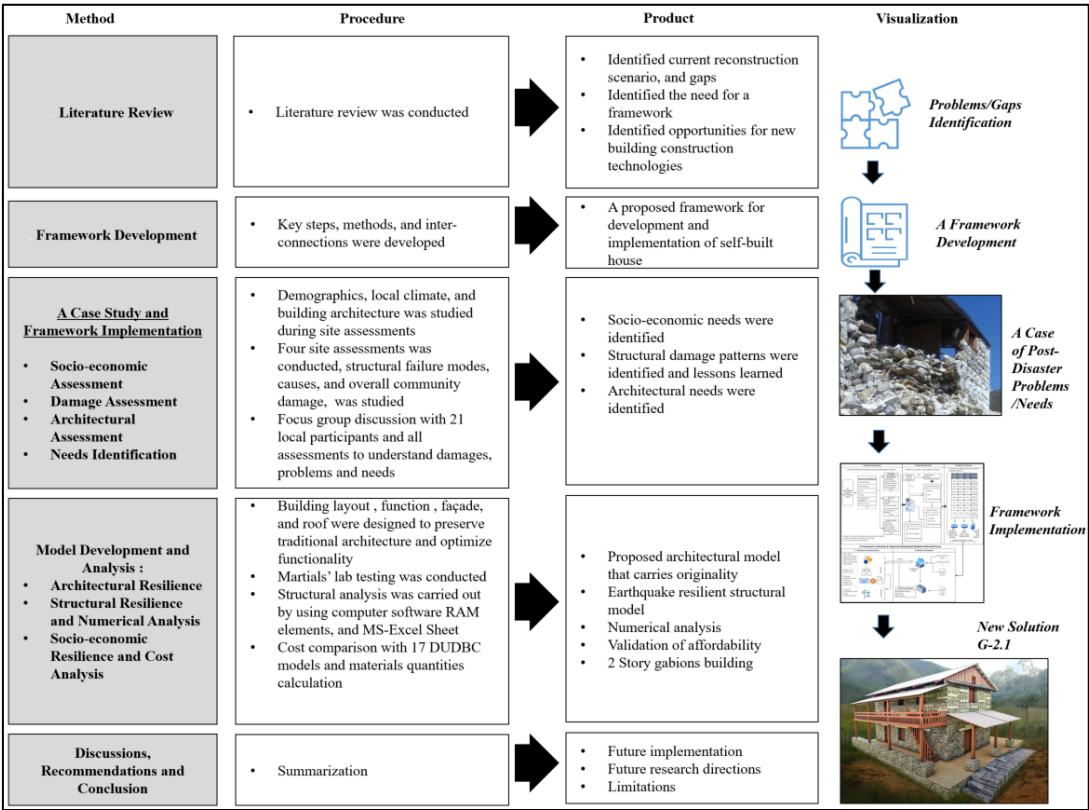 Method
Procedure
Product
Visualization
Literature Review
• Literature review was conducted
• Identified current reconstruction
scenario, and gaps
• Identified the need for a
framework
• Identified opportunities for new
building construction
technologies
Problems/Gaps
Identification
Framework Development
• Key steps, methods, and inter-
connections were developed
• A proposed framework for
development and
implementation of self-built
house
A Framework
Development
A Case Study and
Framework Implementation
• Socio-economic
Assessment
• Damage Assessment
• Architectural
Assessment
• Needs Identification
• Demographics, local climate, and
building architecture was studied
during site assessments
• Four site assessments was
conducted, structural failure modes,
causes, and overall community
damage,  was studied
• Focus group discussion with 21
local participants and all
assessments to understand damages,
problems and needs
• Socio-economic needs were
identified
• Structural damage patterns were
identified and lessons learned
• Architectural needs were
identified
A Case
of Post-
Disaster
Problems
/Needs
Model Development and
Analysis :
• Architectural Resilience
• Structural Resilience
and Numerical Analysis
• Socio-economic
Resilience and Cost
Analysis
• Building layout , function , façade,
and roof were designed to preserve
traditional architecture and optimize
functionality
• Martials’ lab testing was conducted
• Structural analysis was carried out
by using computer software RAM
elements, and MS-Excel Sheet
• Cost comparison with 17 DUDBC
models and materials quantities
calculation
• Proposed architectural model
that carries originality
• Earthquake resilient structural
model
• Numerical analysis
• Validation of affordability
• 2 Story gabions building
Framework
Implementation
New Solution
G-2.1
Discussions,
Recommendations and
Conclusion
• Summarization
• Future implementation
• Future research directions
• Limitations